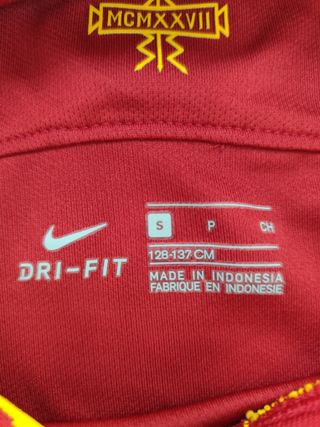 MCMXXVII
DRI-FIT
S P CH
128-137 CM
MADE IN INDONESIA
FABRIQUE EN INDONESIE